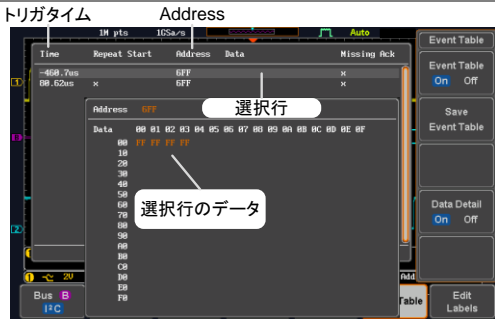 トリガタイム Address
1M pts 1GSa/s Auto
Event Table
Time Repeat Start Address Data Missing Ack
-460.7us 6FF x
80.62us x 6FF x
Event Table
On Off
選択行
Address 6FF
Save
Event Table
Data 00 01 02 03 04 05 06 07 08 09 0A 0B 0C 0D 0E 0F
00 FF FF FF FF
10
20
30
40
50
60
70
80
90
A0
B0
C0
D0
E0
F0
選択行のデータ
Data Detail
On Off
1 2V
Bus B
I²C
Table
Edit
Labels